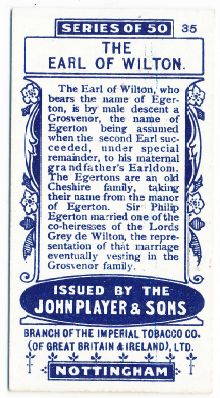 SERIES OF 50 35
THE
EARL OF WILTON.
The Earl of Wilton, who
bears the name of Eger-
ton, is by male descent a
Grosvenor, the name of
Egerton being assumed
when the second Earl suc-
ceeded, under special
remainder, to his maternal
grandfather's Earldom.
The Egertons are an old
Cheshire family, taking
their name from the manor
of Egerton. Sir Philip
Egerton married one of the
co-heiresses of the Lords
Grey de Wilton, the repre-
sentation of that marriage
eventually vesting in the
Grosvenor family.
ISSUED BY THE
JOHN PLAYER & SONS
BRANCH OF THE IMPERIAL TOBACCO CO.
(OF GREAT BRITAIN & IRELAND), LTD.
NOTTINGHAM